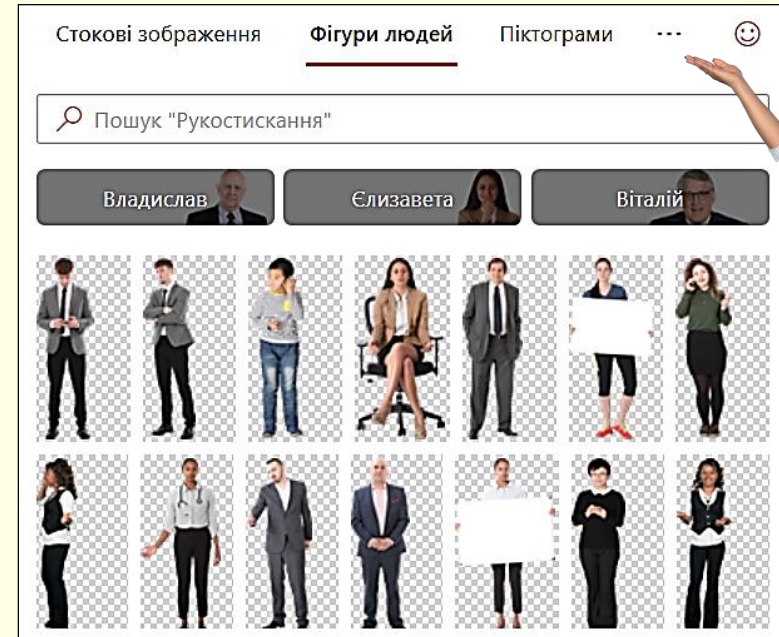 Стокові зображення Фігури людей Піктограми ...
Пошук "Рукостискання"
Владислав Єлизавета Віталій